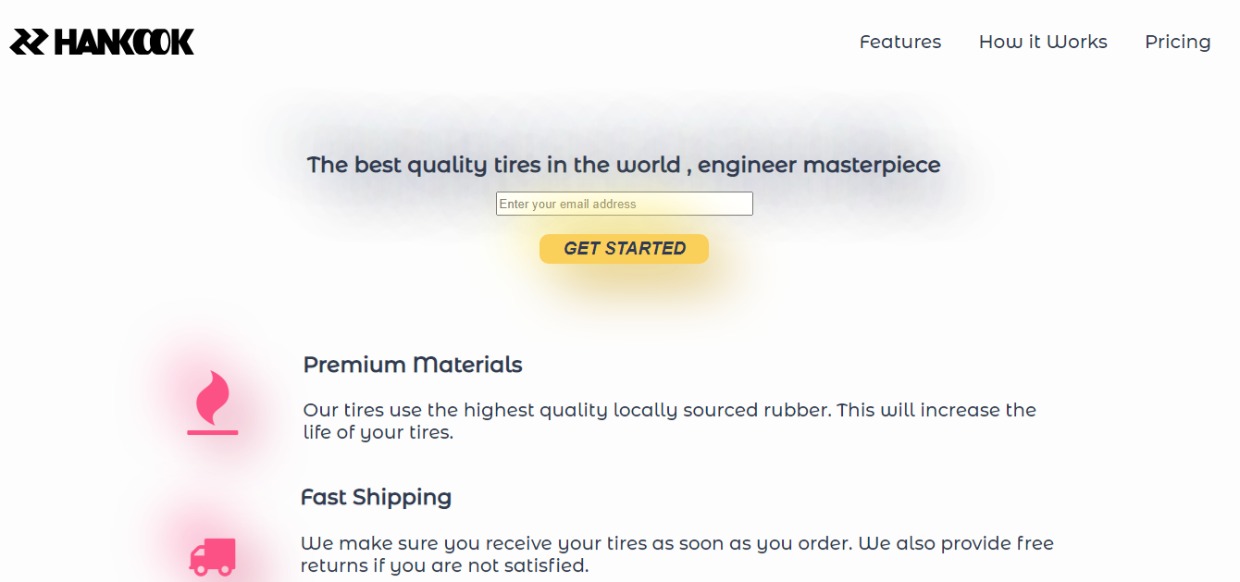 HANKOOK
Features
How it Works
Pricing
The best quality tires in the world , engineer masterpiece
Enter your email address
GET STARTED
Premium Materials
Our tires use the highest quality locally sourced rubber. This will increase the
life of your tires.
Fast Shipping
We make sure you receive your tires as soon as you order. We also provide free
returns if you are not satisfied.